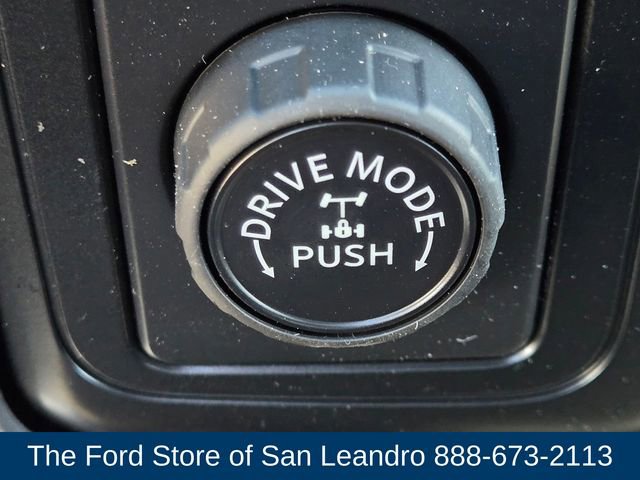 DRIVE MODE
PUSH
The Ford Store of San Leandro 888-673-2113